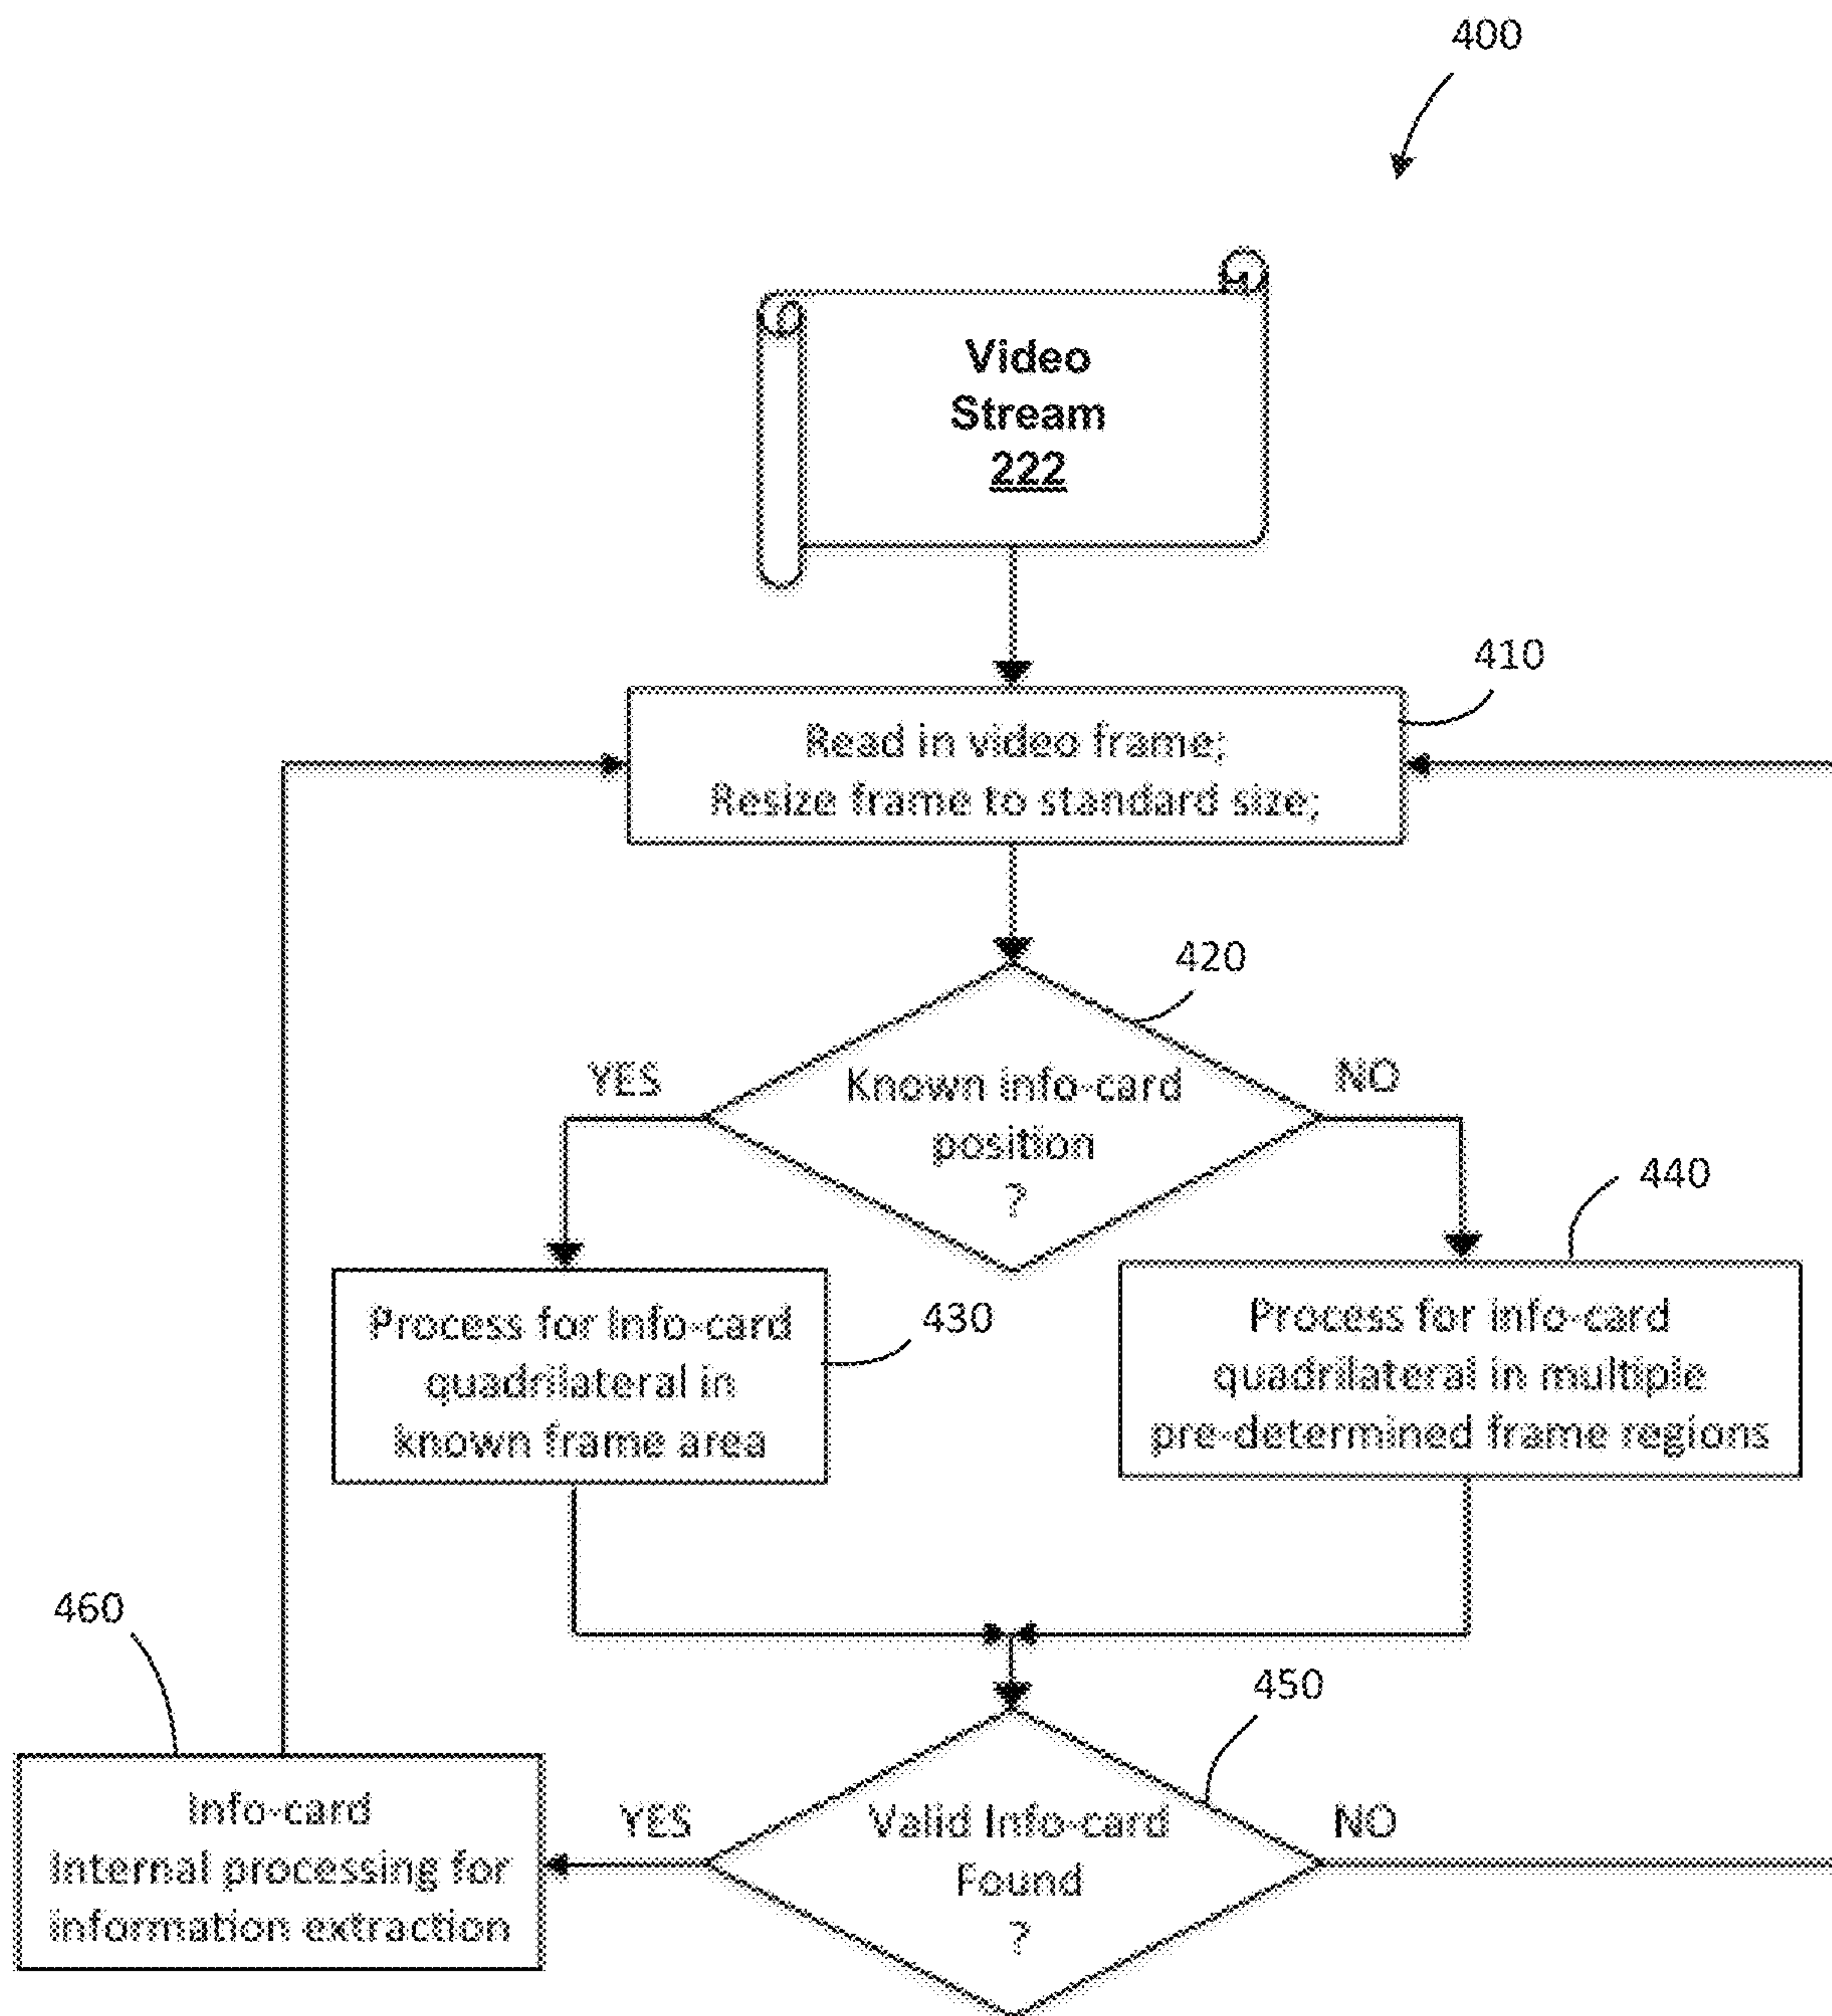 400
Video
Stream
222
410
Read in video frame;
Resize frame to standard size;
420
YES
NO
Known info-card
position
?
440
430
Process for Info-card
quadrilateral in
known frame area
Process for info-card
quadrilateral in multiple
pre-determined frame regions
460
450
Info-card
Internal processing for
information extraction
YES
Valid Info-card
Found
?
NO